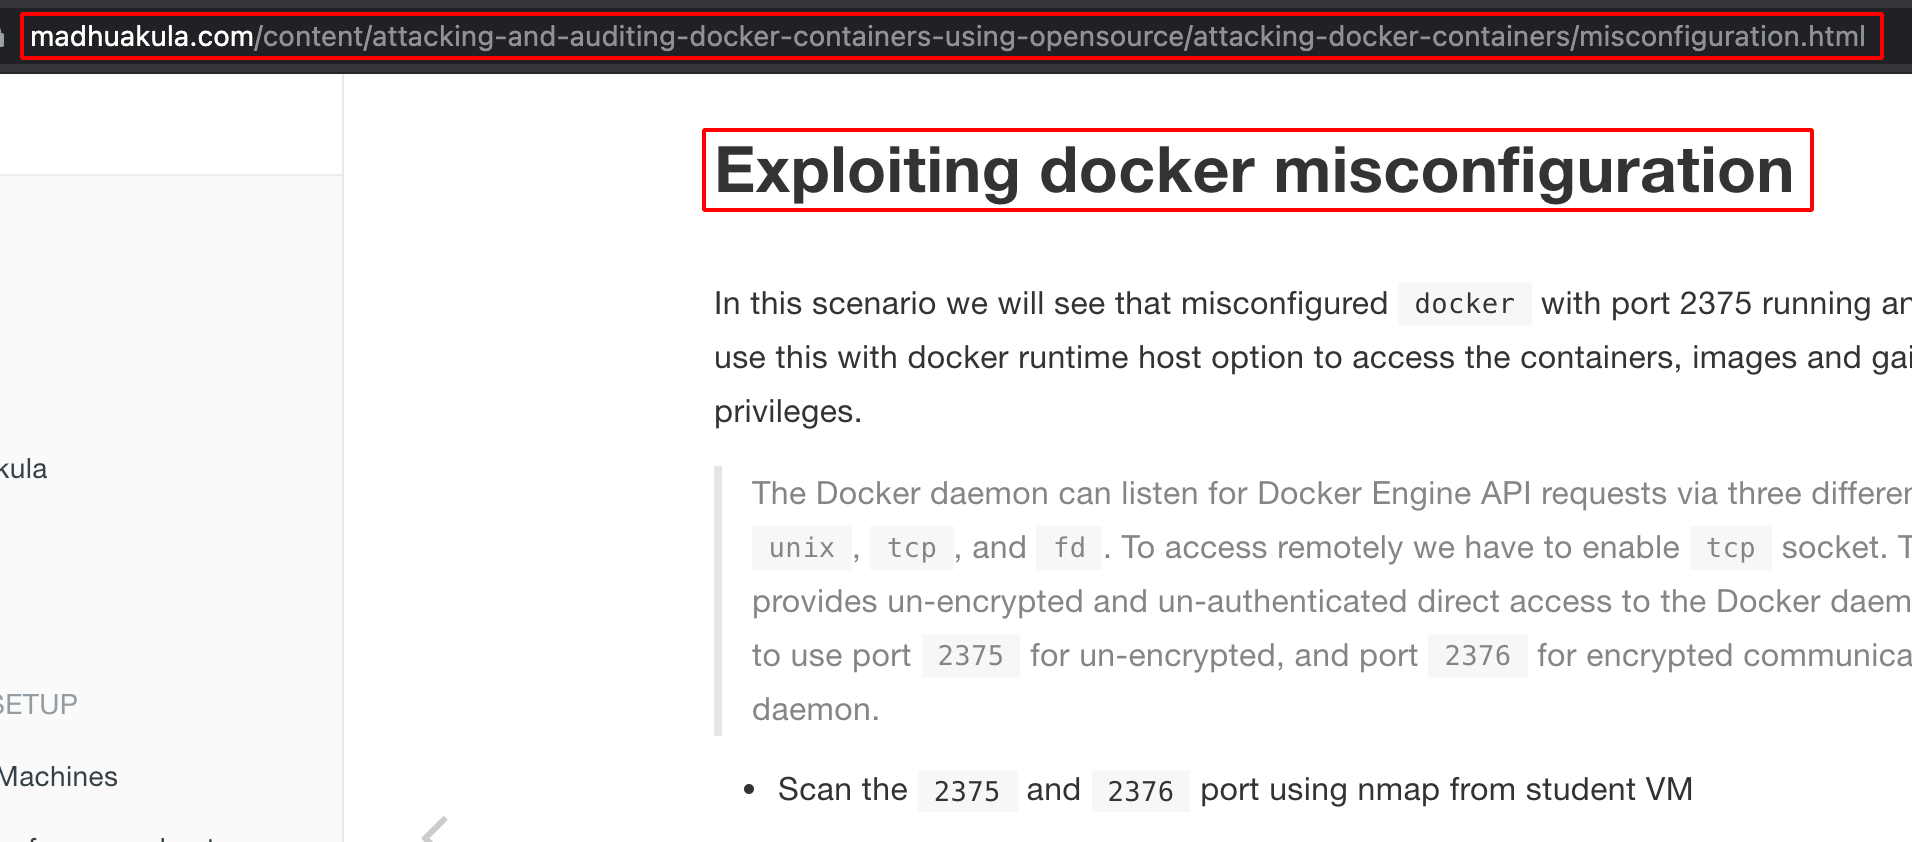 madhuakula.com/content/attacking-and-auditing-docker-containers-using-opensource/attacking-docker-containers/misconfiguration.html
Exploiting docker misconfiguration
In this scenario we will see that misconfigured docker with port 2375 running
use this with docker runtime host option to access the containers, images and
privileges.
The Docker daemon can listen for Docker Engine API requests via three
unix, tcp, and fd. To access remotely we have to enable tcp socket.
provides un-encrypted and un-authenticated direct access to the Docker
to use port 2375 for un-encrypted, and port 2376 for encrypted
daemon.
• Scan the 2375 and 2376 port using nmap from student VM
kula
SETUP
Machines